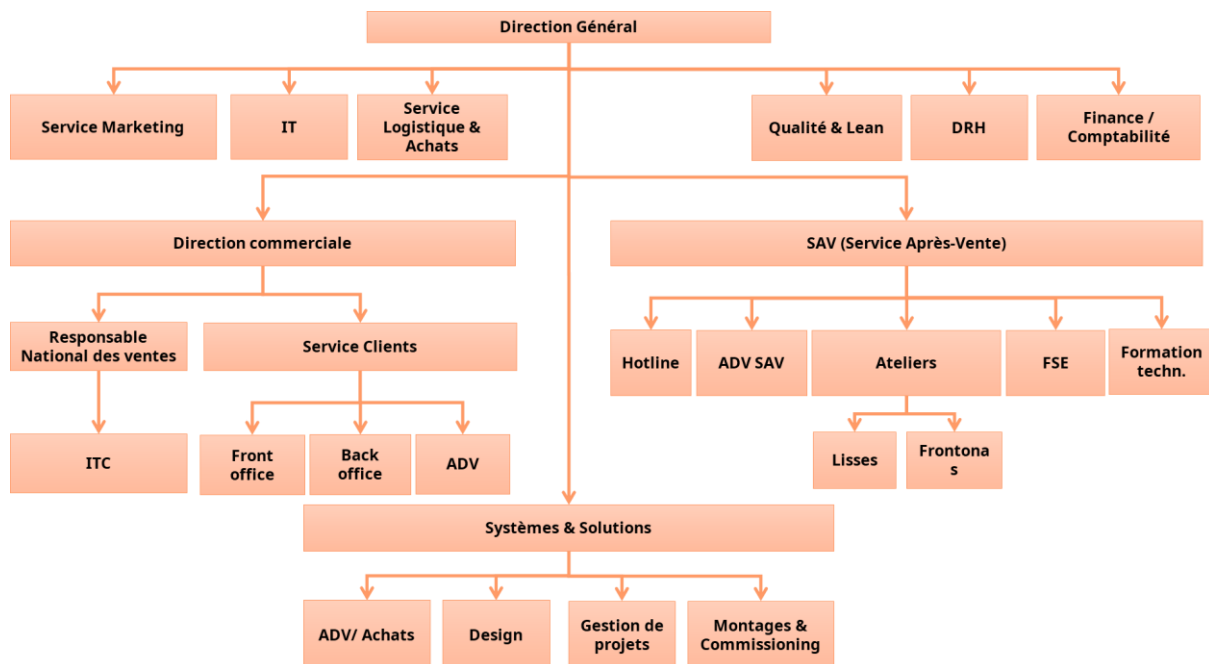 Direction Général
Service Marketing
IT
Service
Logistique &
Achats
Qualité & Lean
DRH
Finance /
Comptabilité
Direction commerciale
SAV (Service Après-Vente)
Responsable
National des ventes
Service Clients
Hotline
ADV SAV
Ateliers
FSE
Formation
techn.
ITC
Front
office
Back
office
ADV
Lisses
Frontona
s
Systèmes & Solutions
ADV/ Achats
Design
Gestion de
projets
Montages &
Commissioning